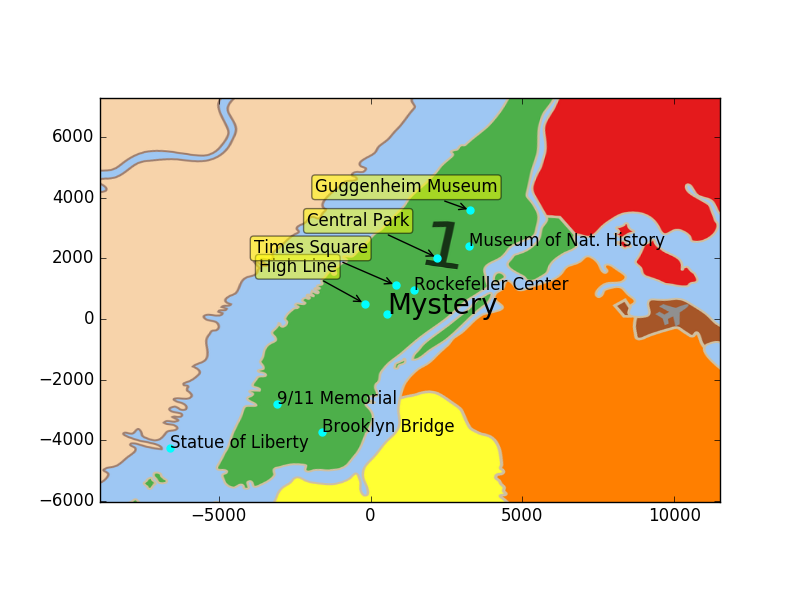 6000
4000
2000
0
−2000
−4000
−6000
Guggenheim Museum
Central Park
1
Museum of Nat. History
Times Square
High Line
Rockefeller Center
Mystery
9/11 Memorial
Brooklyn Bridge
Statue of Liberty
−5000
0
5000
10000